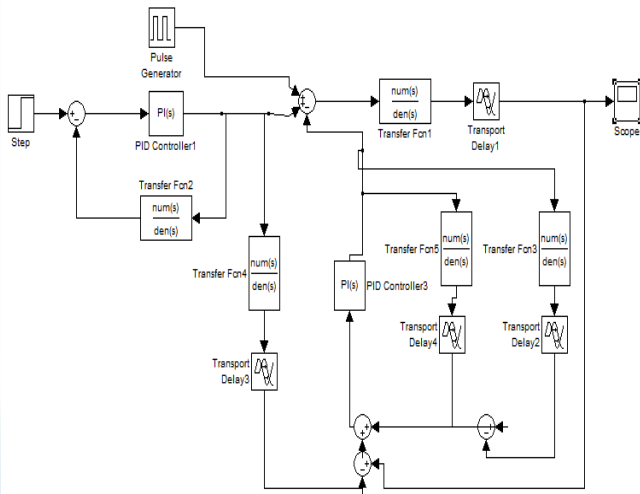 Pulse
Generator
Step
PI(s)
PID Controller1
num(s)
den(s)
Transfer Fcn1
Transport
Delay1
Scope
Transfer Fcn2
num(s)
den(s)
num(s)
Transfer Fcn4
den(s)
PI(s)
PID Controller3
num(s)
Transfer Fcn5
den(s)
num(s)
Transfer Fcn3
den(s)
Transport
Delay4
Transport
Delay2
Transport
Delay3